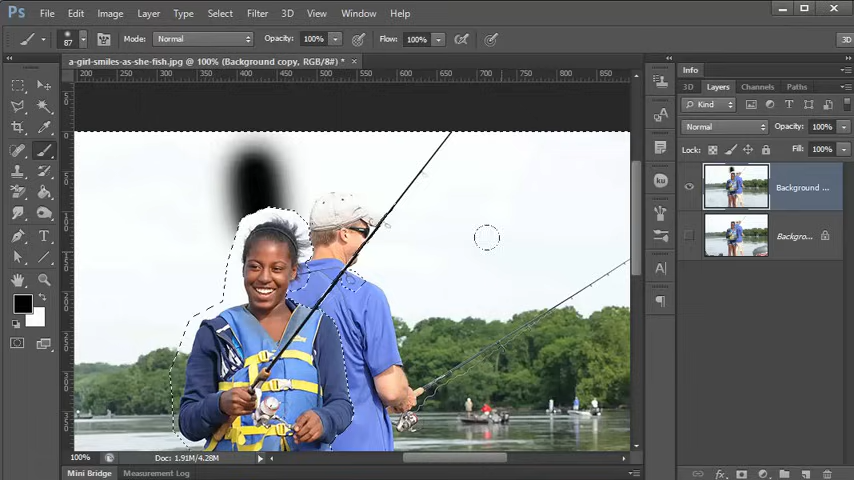 Ps File Edit Image Layer Type Select Filter 3D View Window Help
87 Mode: Normal Opacity: 100% Flow: 100% 3D
a-girl-smiles-as-she-fish.jpg @ 100% (Background copy, RGB/8#) * ×
200 300 350 400 450 500 550 600 650 700 750 800 850
Info
3D Layers Channels Paths
Kind
Normal Opacity: 100%
Lock: Fill: 100%
Background ...
Backgro...
100% Doc: 1.91M/4.28M
Mini Bridge Measurement Log